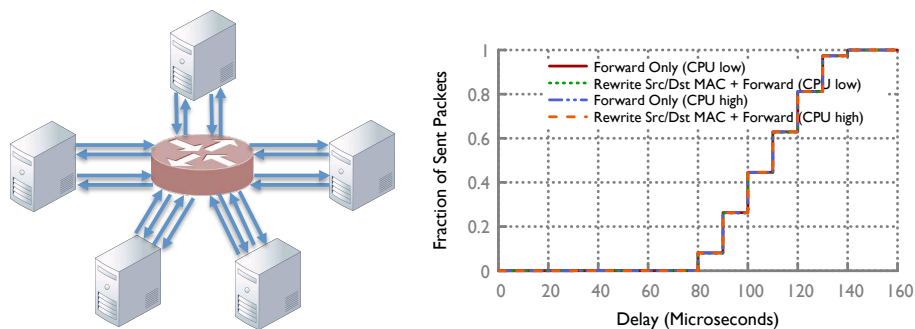 1
0.8
0.6
0.4
0.2
0
Fraction of Sent Packets
Forward Only (CPU low)
Rewrite Src/Dst MAC + Forward (CPU low)
Forward Only (CPU high)
Rewrite Src/Dst MAC + Forward (CPU high)
0 20 40 60 80 100 120 140 160
Delay (Microseconds)